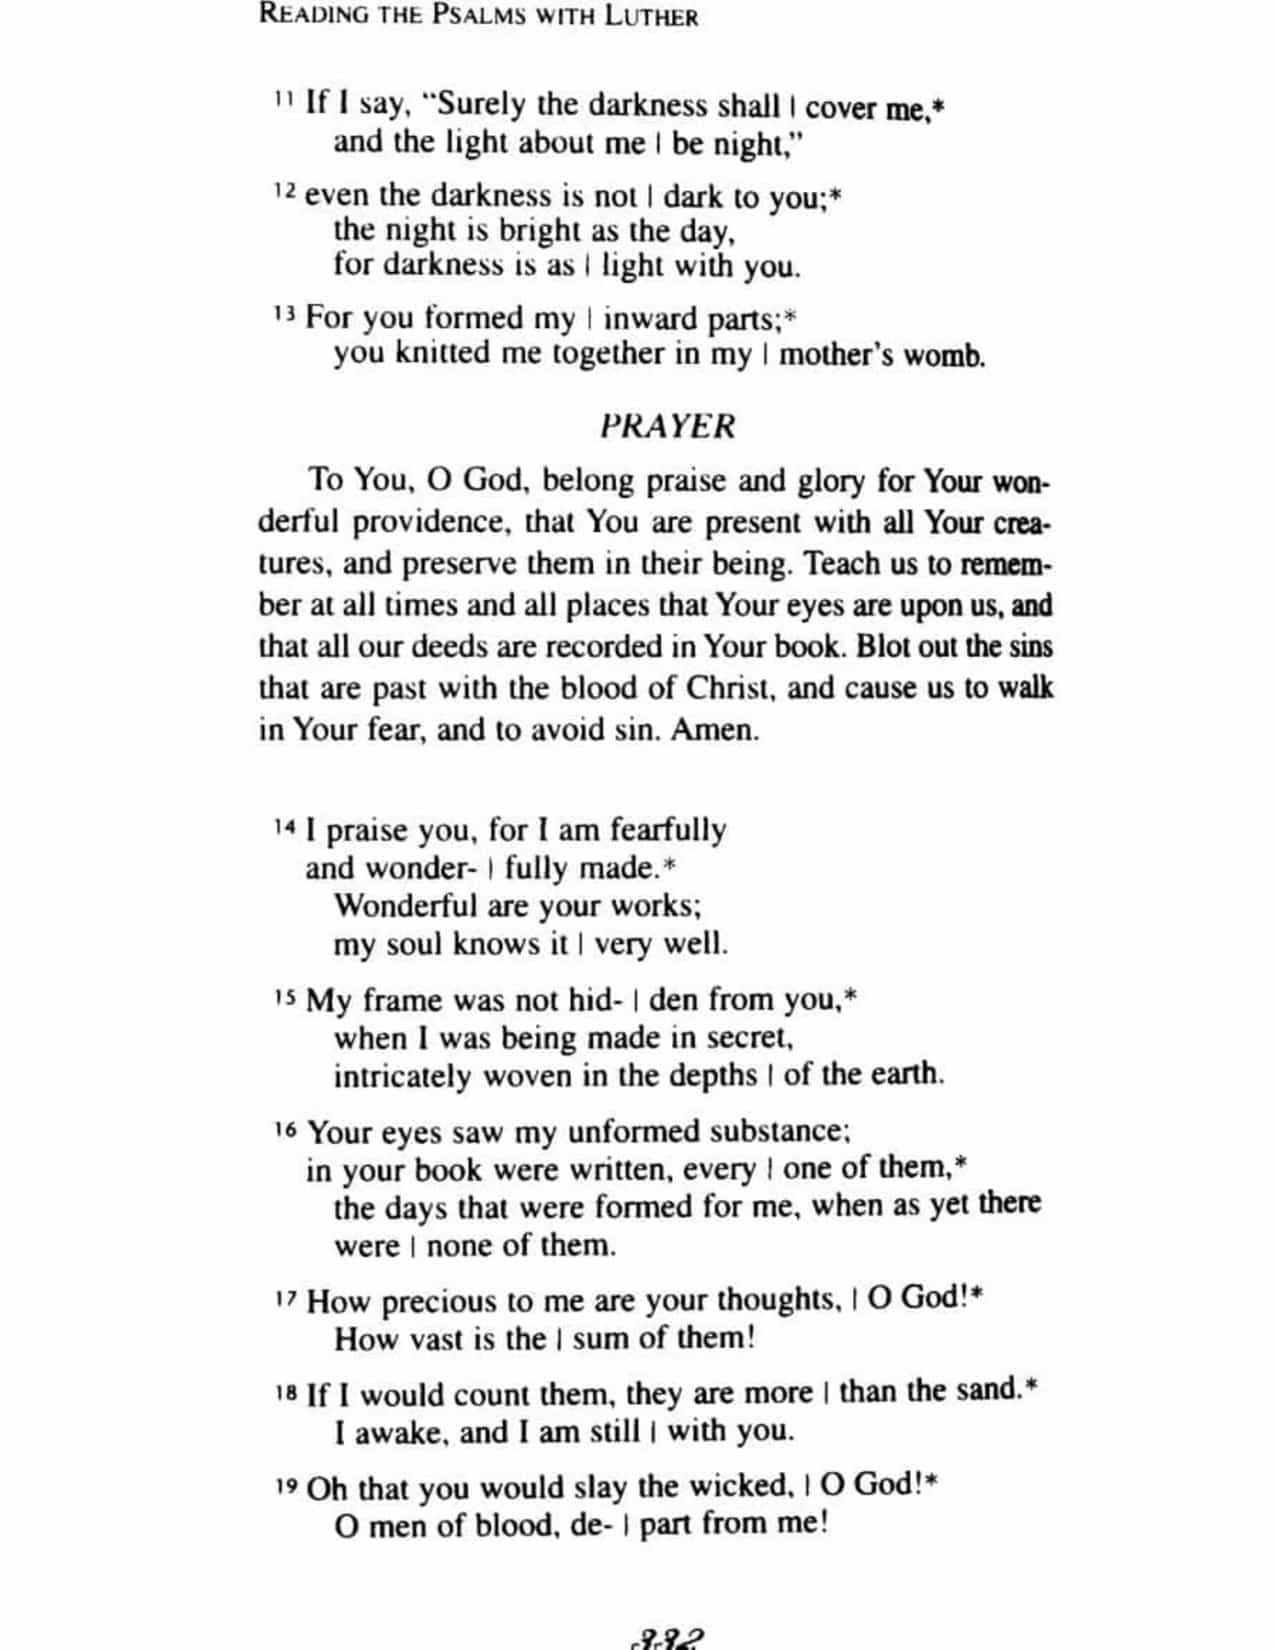 READING THE PSALMS WITH LUTHER
11 If I say, “Surely the darkness shall | cover me,*
and the light about me | be night,”
12 even the darkness is not | dark to you;*
the night is bright as the day,
for darkness is as | light with you.
13 For you formed my | inward parts;*
you knitted me together in my | mother’s womb.
PRAYER
To You, O God, belong praise and glory for Your won-
derful providence, that You are present with all Your crea-
tures, and preserve them in their being. Teach us to remem-
ber at all times and all places that Your eyes are upon us, and
that all our deeds are recorded in Your book. Blot out the sins
that are past with the blood of Christ, and cause us to walk
in Your fear, and to avoid sin. Amen.
14 I praise you, for I am fearfully
and wonder- | fully made.*
Wonderful are your works;
my soul knows it | very well.
15 My frame was not hid- | den from you,*
when I was being made in secret,
intricately woven in the depths | of the earth.
16 Your eyes saw my unformed substance;
in your book were written, every | one of them,*
the days that were formed for me, when as yet there
were | none of them.
17 How precious to me are your thoughts, | O God!*
How vast is the | sum of them!
18 If I would count them, they are more | than the sand.*
I awake, and I am still | with you.
19 Oh that you would slay the wicked, | O God!*
O men of blood, de- | part from me!